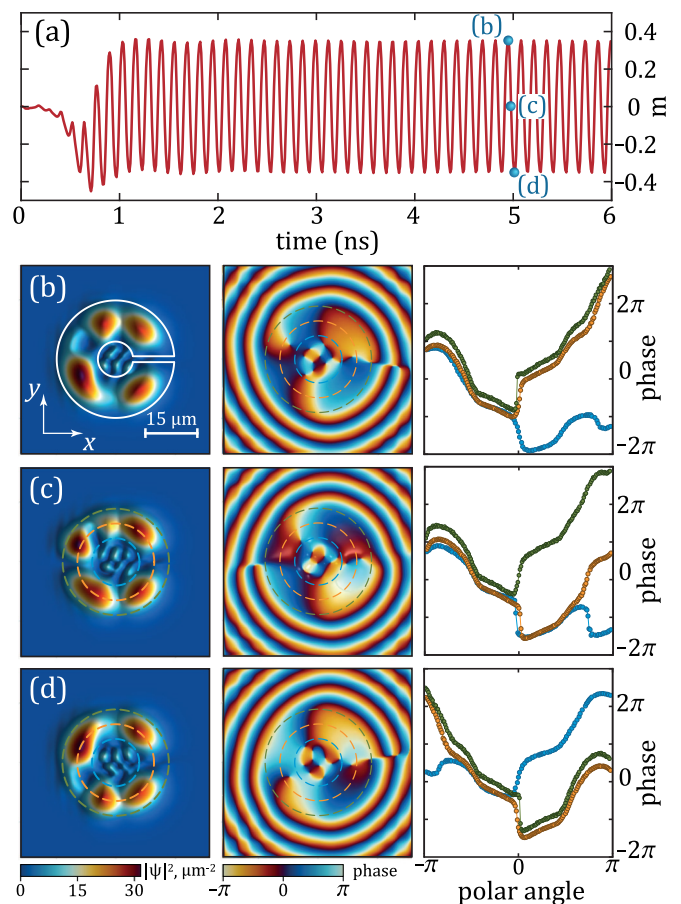 (a)
(b)
(c)
(d)
0.4
0.2
0
-0.2
-0.4
m
0 1 2 3 4 5 6
time (ns)
(b)
y
x
15 μm
2π
0
-2π
phase
(c)
2π
0
-2π
phase
(d)
2π
0
-2π
phase
0 15 30 |ψ|², μm⁻²
-π 0 π phase
-π 0 π
polar angle